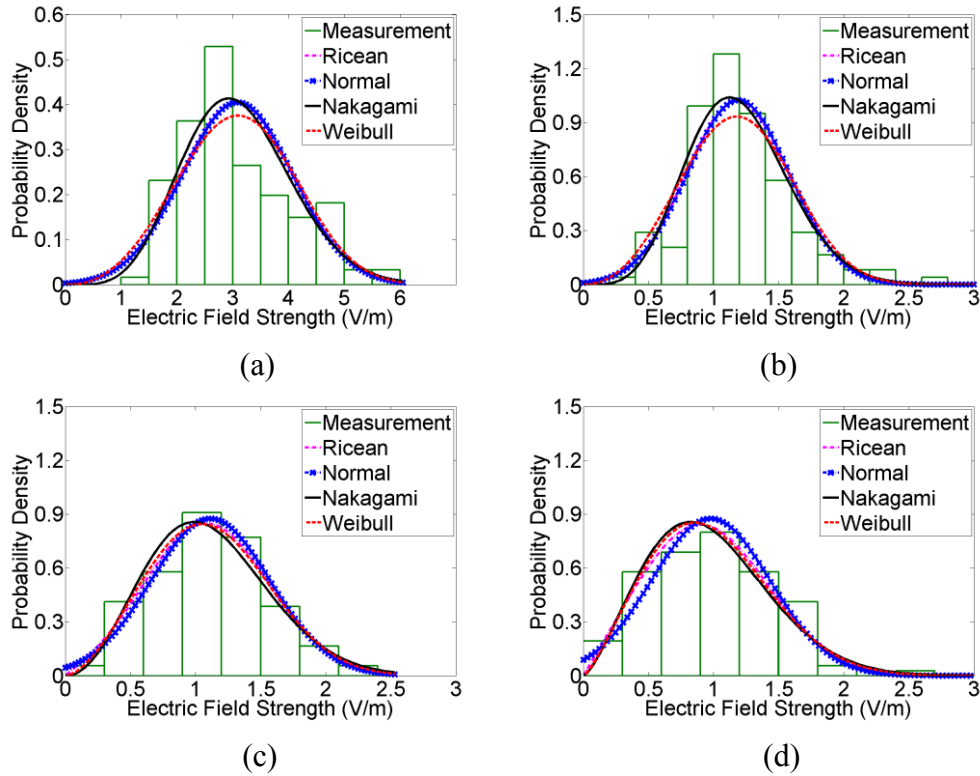 0.6
0.5
0.4
0.3
0.2
0.1
0
Probability Density
Measurement
Ricean
Normal
Nakagami
Weibull
0 1 2 3 4 5 6
Electric Field Strength (V/m)
(a)
1.5
1.2
0.9
0.6
0.3
0
Probability Density
Measurement
Ricean
Normal
Nakagami
Weibull
0 0.5 1 1.5 2 2.5 3
Electric Field Strength (V/m)
(b)
1.5
1.2
0.9
0.6
0.3
0
Probability Density
Measurement
Ricean
Normal
Nakagami
Weibull
0 0.5 1 1.5 2 2.5 3
Electric Field Strength (V/m)
(c)
1.5
1.2
0.9
0.6
0.3
0
Probability Density
Measurement
Ricean
Normal
Nakagami
Weibull
0 0.5 1 1.5 2 2.5 3
Electric Field Strength (V/m)
(d)